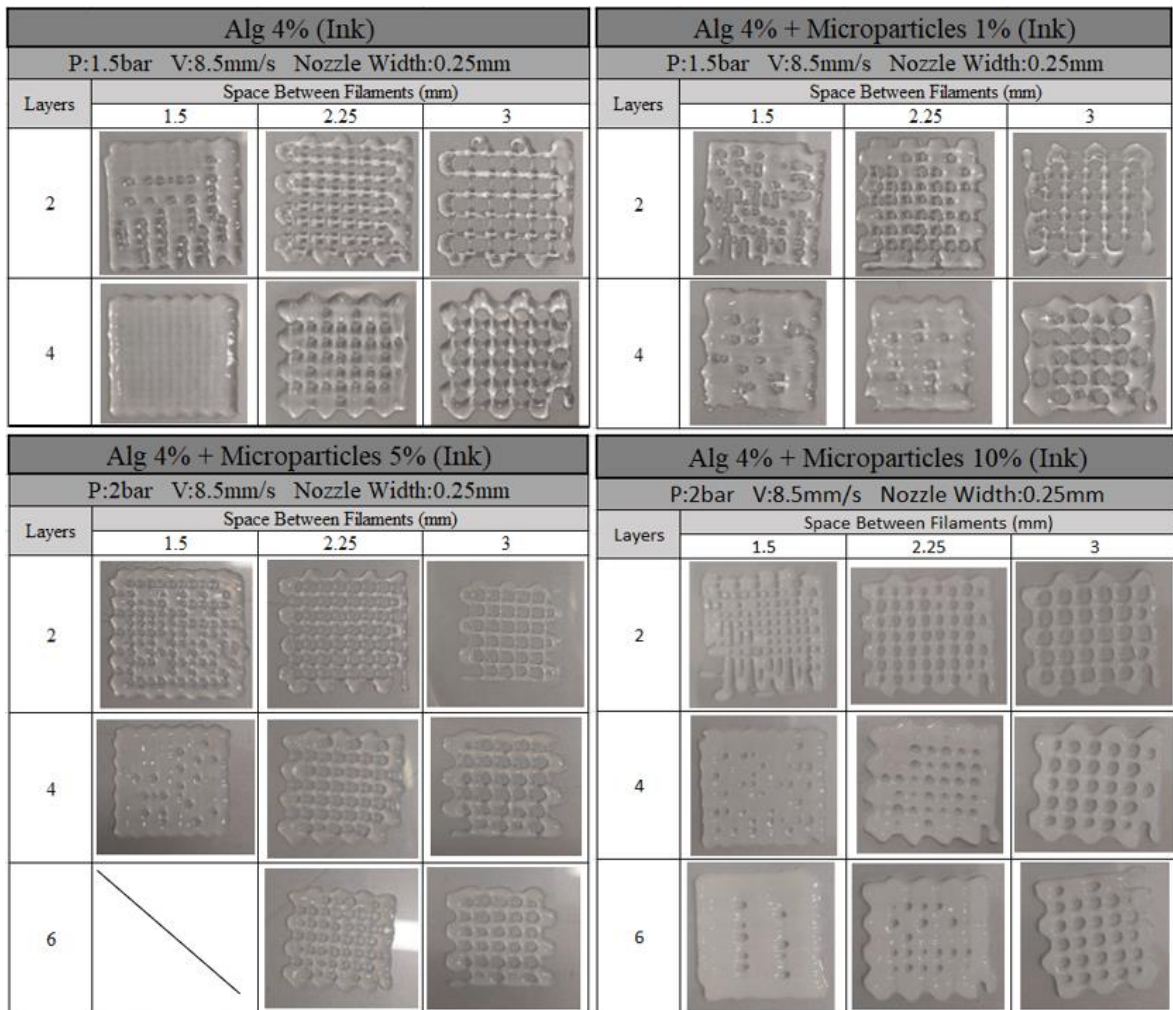 Alg 4% (Ink)
P:1.5bar V:8.5mm/s Nozzle Width:0.25mm
Layers
Space Between Filaments (mm)
1.5 2.25 3
2
4
Alg 4% + Microparticles 1% (Ink)
P:1.5bar V:8.5mm/s Nozzle Width:0.25mm
Layers
Space Between Filaments (mm)
1.5 2.25 3
2
4
Alg 4% + Microparticles 5% (Ink)
P:2bar V:8.5mm/s Nozzle Width:0.25mm
Layers
Space Between Filaments (mm)
1.5 2.25 3
2
4
6
Alg 4% + Microparticles 10% (Ink)
P:2bar V:8.5mm/s Nozzle Width:0.25mm
Layers
Space Between Filaments (mm)
1.5 2.25 3
2
4
6